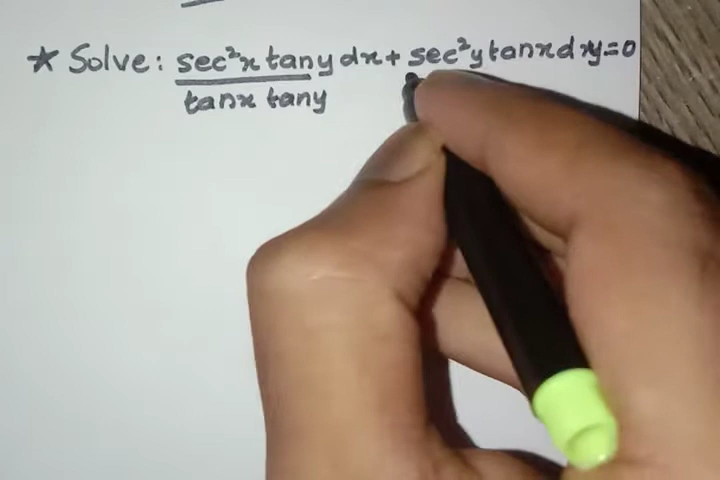 ★ Solve: sec²x tany dx + sec²y tanx dy = 0
tanx tany